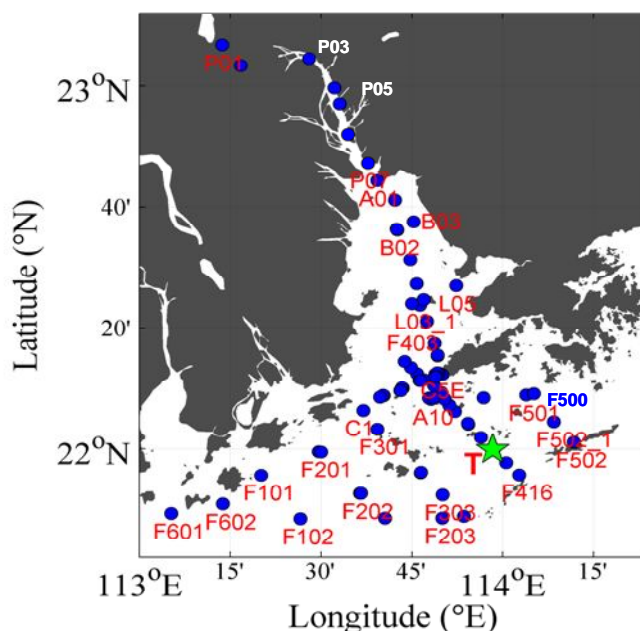 P03
P01
23°N
P05
P07
A01
40'
B03
B02
L05
20'
L03_1
F403
C5E
F500
A10
C1
F501
F301
F502_1
22°N
F502
F201
T
F101
F416
F202
F303
F602
F203
F601
F102
113°E
15'
30'
45'
114°E
15'
Latitude (°N)
Longitude (°E)